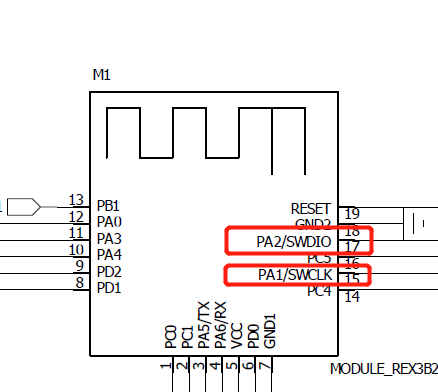 M1
13 PB1
12 PA0
11 PA3
10 PA4
9 PD2
8 PD1
RESET 19
GND2 18
PA2/SWDIO 17
PC5 16
PA1/SWCLK 15
PC4 14
PC0 1
PC1 2
PA5/TX 3
PA6/RX 4
VCC 5
PD0 6
GND1 7
MODULE_REX3B2